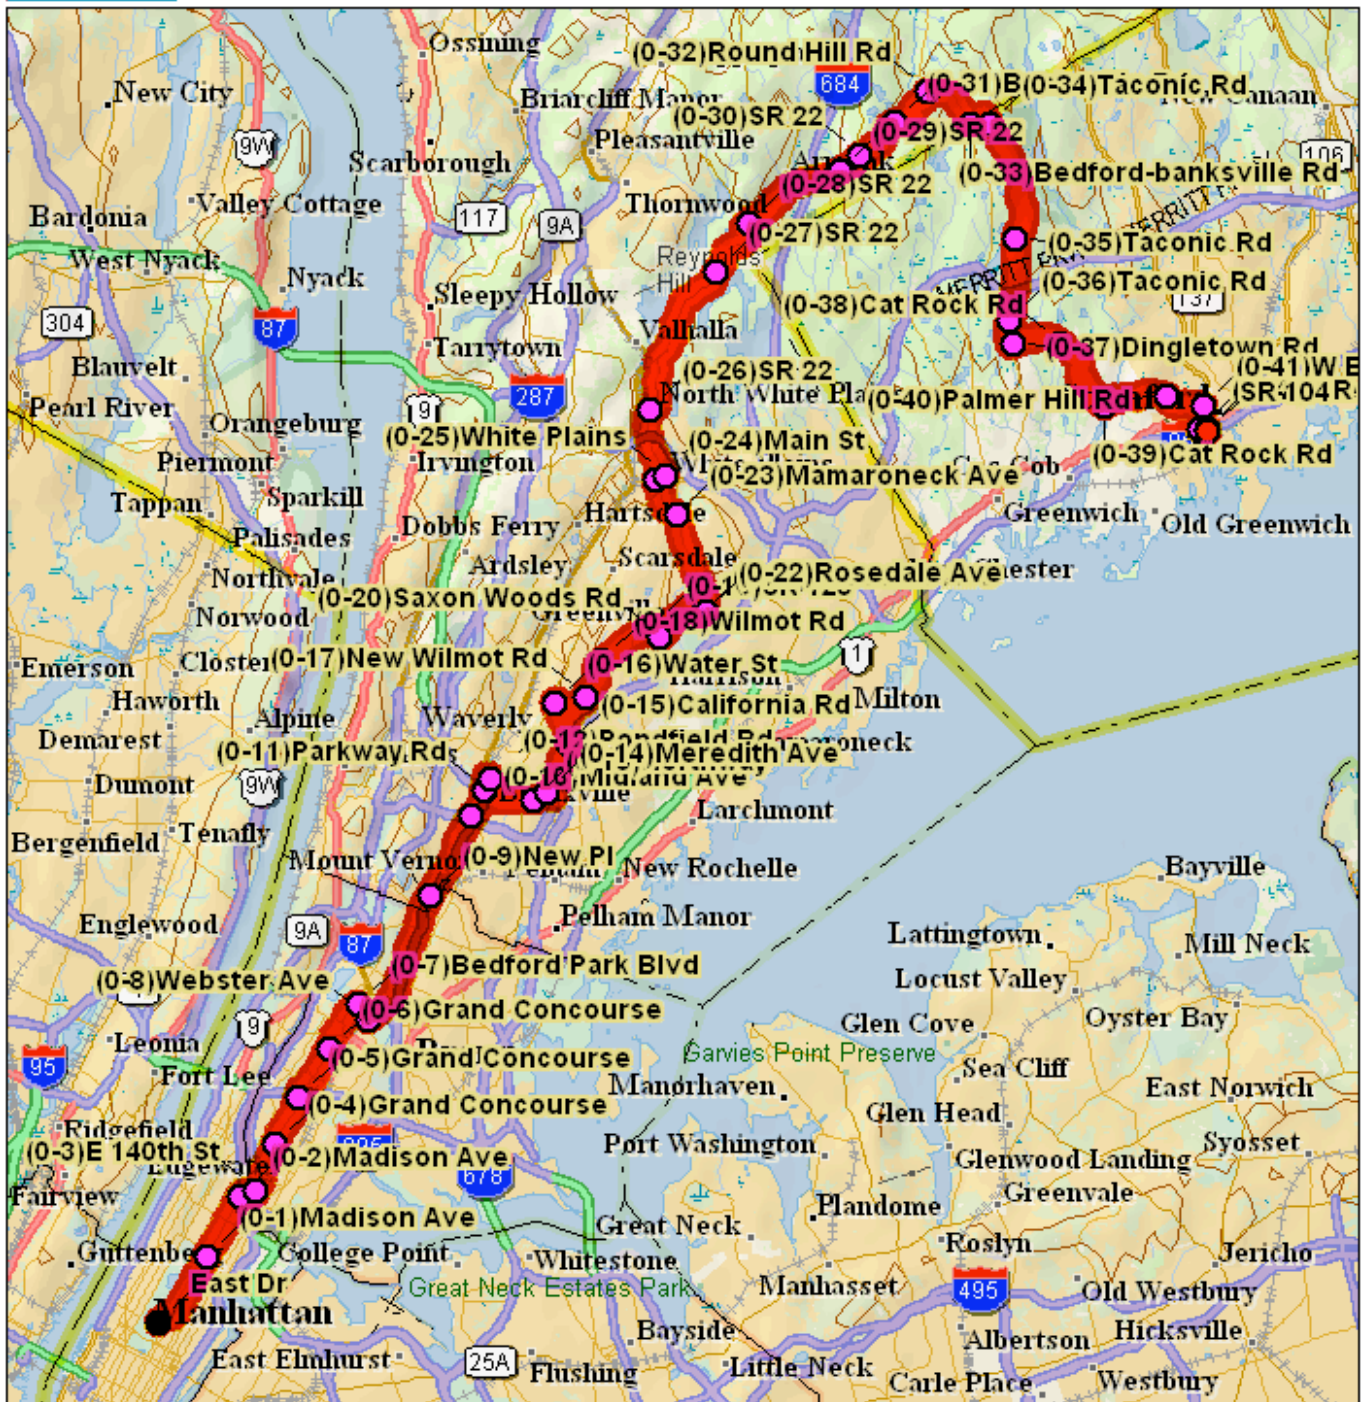 Ossining
(0-32)Round Hill Rd
684
(0-31)B
(0-34)Taconic Rd
New City
Briarcliff Manor
New Canaan
(0-30)SR 22
9W
Pleasantville
(0-29)SR 22
Scarborough
106
(0-33)Bedford-banksville Rd
(0-28)SR 22
Valley Cottage
Thornwood
117
9A
Bardonia
(0-27)SR 22
(0-35)Taconic Rd
West Nyack
Reynolds
Hill
Nyack
(0-36)Taconic Rd
Sleepy Hollow
137
(0-38)Cat Rock Rd
304
87
Valhalla
Tarrytown
(0-37)Dingletown Rd
Blauvelt
(0-26)SR 22
(0-41)W E
287
North White Pla
(0-40)Palmer Hill Rd
SR-104
Pearl River
9
Orangeburg
(0-25)White Plains
(0-24)Main St
(0-39)Cat Rock Rd
Piermont
Irvington
Cos Cob
(0-23)Mamaroneck Ave
Tappan
Sparkill
Hartsdale
Greenwich
Old Greenwich
Dobbs Ferry
Palisades
Scarsdale
Ardsley
Northvale
(0-22)Rosedale Ave
(0-20)Saxon Woods Rd
Norwood
(0-18)Wilmot Rd
Emerson
Closter
(0-17)New Wilmot Rd
(0-16)Water St
1
Harrison
Haworth
(0-15)California Rd
Milton
Alpine
Waverly
Demarest
(0-11)Parkway Rd
(0-14)Meredith Ave
Dumont
9W
Midland Ave
Larchmont
Tenafly
Bergenfield
Mount Verno
(0-9)New Pl
New Rochelle
Bayville
Pelham Manor
Englewood
9A
87
Lattingtown
Mill Neck
(0-7)Bedford Park Blvd
(0-8)Webster Ave
Locust Valley
(0-6)Grand Concourse
9
Glen Cove
Oyster Bay
Leonia
(0-5)Grand Concourse
Garvies Point Preserve
95
Fort Lee
Sea Cliff
Manorhaven
East Norwich
(0-4)Grand Concourse
Glen Head
Ridgefield
(0-3)E 140th St
Port Washington
Syosset
(0-2)Madison Ave
Glenwood Landing
678
Fairview
Greenvale
(0-1)Madison Ave
Plandome
Great Neck
Guttenbe
College Point
Roslyn
Jericho
Whitestone
East Dr
Great Neck Estates Park
Manhasset
495
Old Westbury
Manhattan
Bayside
Albertson
Hicksville
East Elmhurst
25A
Flushing
Little Neck
Carle Place
Westbury